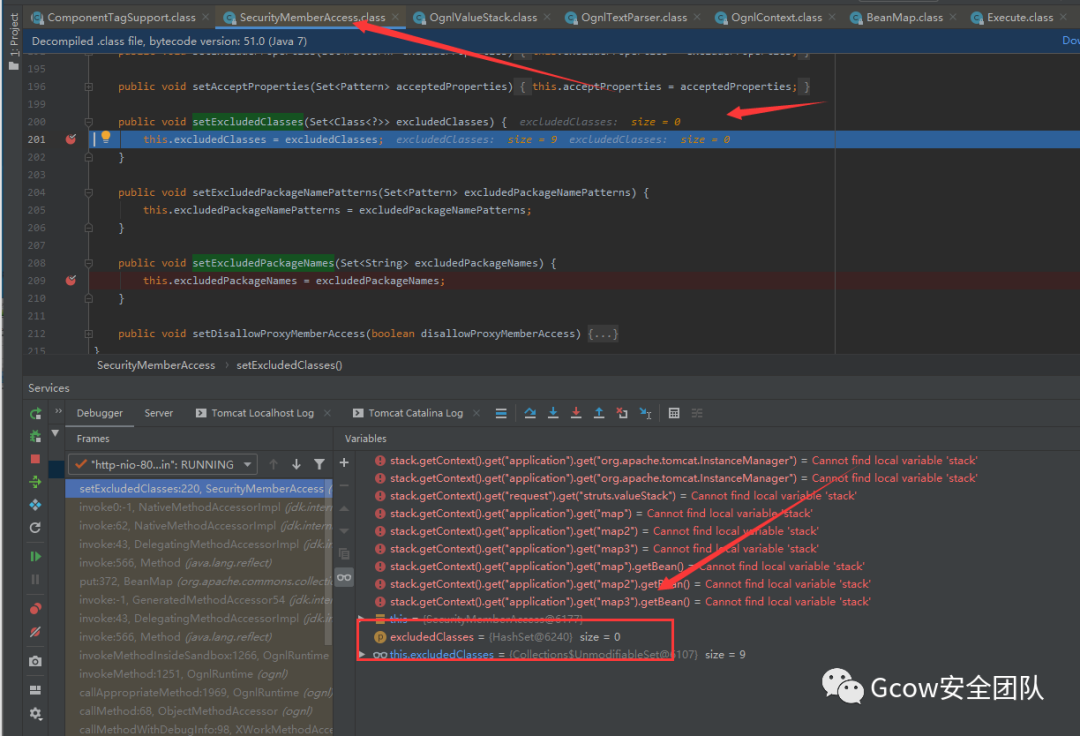 ComponentTagSupport.class SecurityMemberAccess.class OgnlValueStack.class OgnlTextParser.class OgnlContext.class BeanMap.class Execute.class
1: Project
Decompiled .class file, bytecode version: 51.0 (Java 7)
195
196 public void setAcceptProperties(Set<Pattern> acceptedProperties) { this.acceptProperties = acceptedProperties; }
199
200 public void setExcludedClasses(Set<Class<?>> excludedClasses) { excludedClasses: size = 0
201 this.excludedClasses = excludedClasses; excludedClasses: size = 9 excludedClasses: size = 0
202 }
203
204 public void setExcludedPackageNamePatterns(Set<Pattern> excludedPackageNamePatterns) {
205 this.excludedPackageNamePatterns = excludedPackageNamePatterns;
206 }
207
208 public void setExcludedPackageNames(Set<String> excludedPackageNames) {
209 this.excludedPackageNames = excludedPackageNames;
210 }
211
212 public void setDisallowProxyMemberAccess(boolean disallowProxyMemberAccess) {...}
215 }
SecurityMemberAccess › setExcludedClasses()
Services
Debugger Server Tomcat Localhost Log Tomcat Catalina Log
Frames
"http-nio-80...in": RUNNING
setExcludedClasses:220, SecurityMemberAccess
invoke0:-1, NativeMethodAccessorImpl (jdk.inter
invoke:62, NativeMethodAccessorImpl (jdk.intern
invoke:43, DelegatingMethodAccessorImpl (jdk.i
invoke:566, Method (java.lang.reflect)
put:372, BeanMap (org.apache.commons.collecti
invoke:-1, GeneratedMethodAccessor54 (jdk.inte
invoke:43, DelegatingMethodAccessorImpl (jdk.i
invoke:566, Method (java.lang.reflect)
invokeMethodInsideSandbox:1266, OgnlRuntime
invokeMethod:1251, OgnlRuntime (ognl)
callAppropriateMethod:1969, OgnlRuntime (ognl)
callMethod:68, ObjectMethodAccessor (ognl)
callMethodWithDebugInfo:98, XWorkMethodAcce
Variables
stack.getContext().get("application").get("org.apache.tomcat.InstanceManager") = Cannot find local variable 'stack'
stack.getContext().get("application").get("org.apache.tomcat.InstanceManager") = Cannot find local variable 'stack'
stack.getContext().get("request").get("struts.valueStack") = Cannot find local variable 'stack'
stack.getContext().get("application").get("map") = Cannot find local variable 'stack'
stack.getContext().get("application").get("map2") = Cannot find local variable 'stack'
stack.getContext().get("application").get("map3") = Cannot find local variable 'stack'
stack.getContext().get("application").get("map").getBean() = Cannot find local variable 'stack'
stack.getContext().get("application").get("map2").getBean() = Cannot find local variable 'stack'
stack.getContext().get("application").get("map3").getBean() = Cannot find local variable 'stack'
this = {SecurityMemberAccess@6177}
excludedClasses = {HashSet@6240} size = 0
this.excludedClasses = {Collections$UnmodifiableSet@6107} size = 9
Gcow安全团队